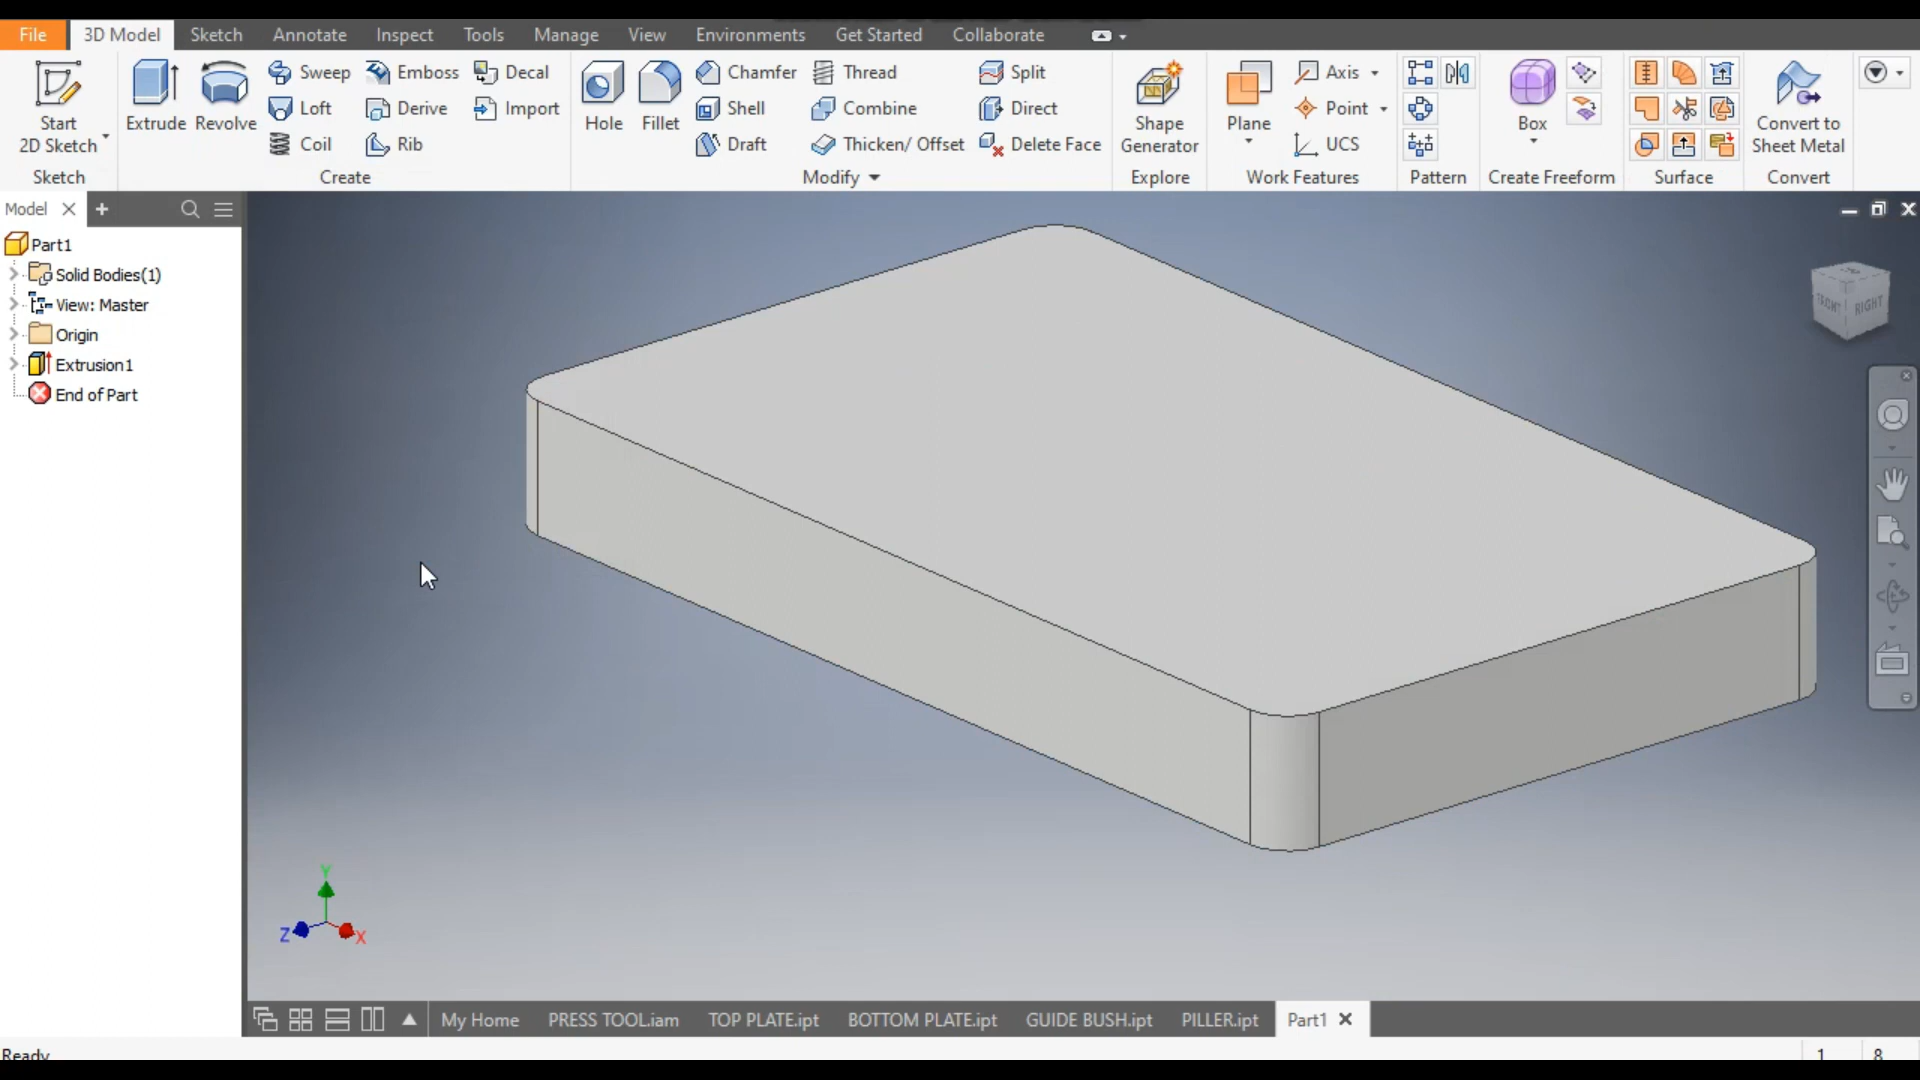 File 3D Model Sketch Annotate Inspect Tools Manage View Environments Get Started Collaborate
Start 2D Sketch
Extrude
Revolve
Sweep
Loft
Coil
Emboss
Derive
Rib
Decal
Import
Hole
Fillet
Chamfer
Shell
Draft
Thread
Combine
Thicken/ Offset
Split
Direct
Delete Face
Shape Generator
Plane
Axis
Point
UCS
Box
Convert to Sheet Metal
Sketch Create Modify Explore Work Features Pattern Create Freeform Surface Convert
Model
Part1
Solid Bodies(1)
View: Master
Origin
Extrusion1
End of Part
FRONT RIGHT
Y
Z X
My Home PRESS TOOL.iam TOP PLATE.ipt BOTTOM PLATE.ipt GUIDE BUSH.ipt PILLER.ipt Part1
Ready 1 8